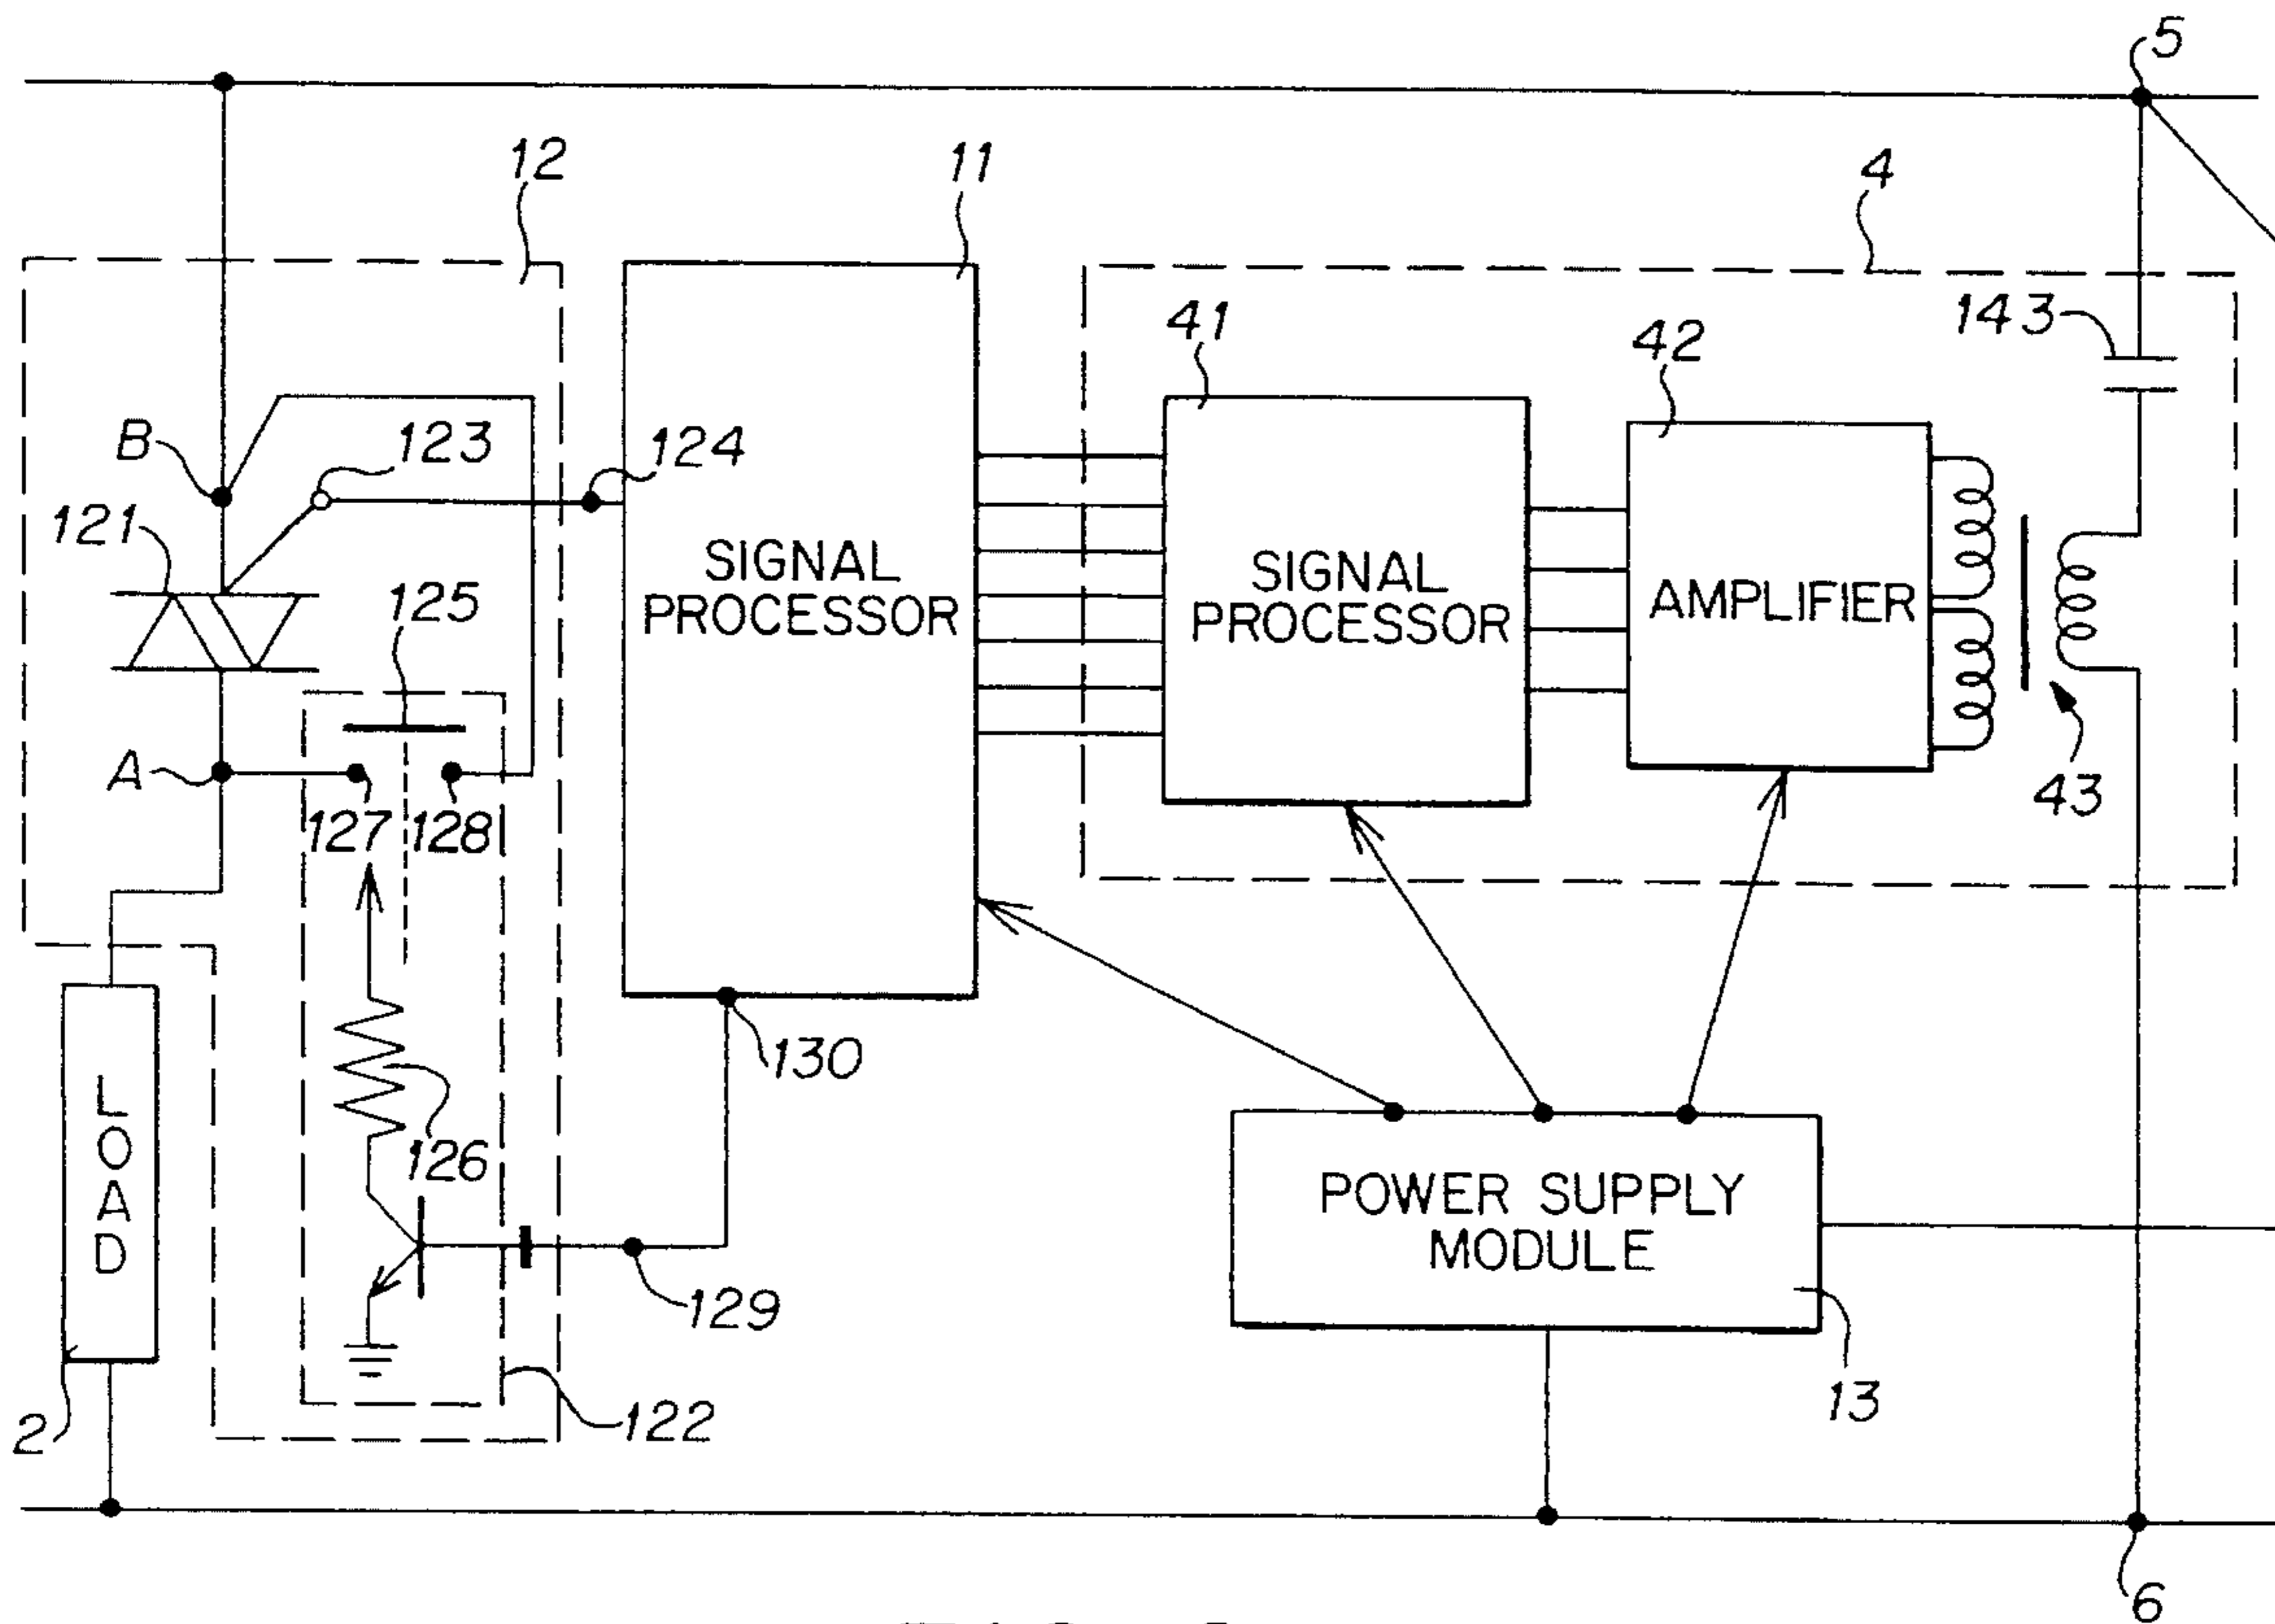 5
12
11
4
143
41
42
B
123
124
121
125
SIGNAL
PROCESSOR
SIGNAL
PROCESSOR
AMPLIFIER
A
127
128
43
130
LOAD
126
POWER SUPPLY
MODULE
129
13
2
122
6